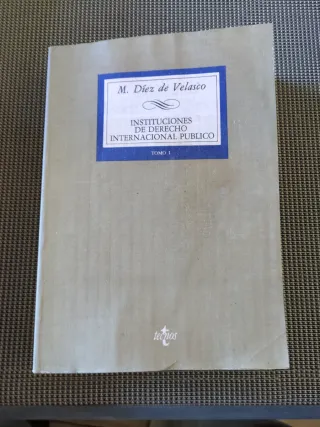 M. Díez de Velasco
INSTITUCIONES
DE DERECHO
INTERNACIONAL PUBLICO
TOMO I
tecnos